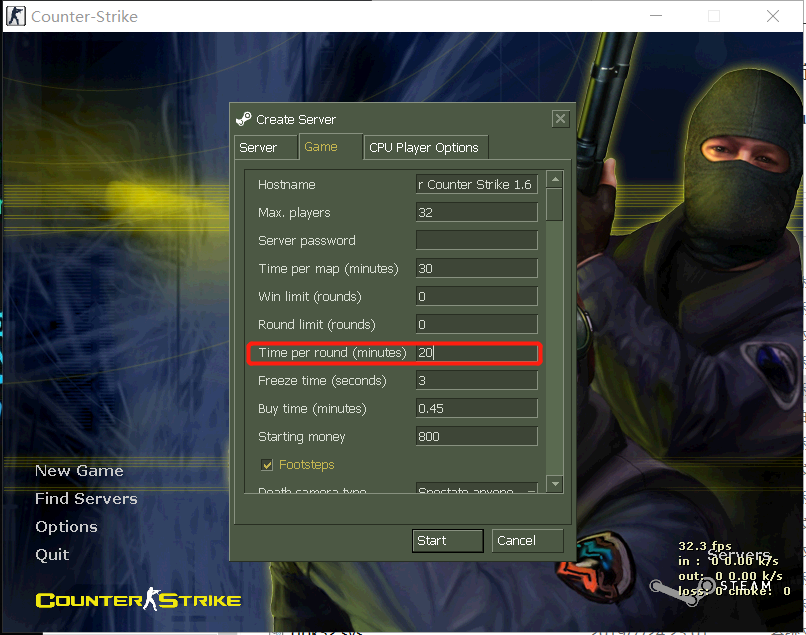 Counter-Strike
Create Server
Server Game CPU Player Options
Hostname r Counter Strike 1.6
Max. players 32
Server password
Time per map (minutes) 30
Win limit (rounds) 0
Round limit (rounds) 0
Time per round (minutes) 20
Freeze time (seconds) 3
Buy time (minutes) 0.45
Starting money 800
Footsteps
Death camera type Spectate anyone
Start Cancel
New Game
Find Servers
Options
Quit
COUNTER STRIKE
32.3 fps
Servers
in : 0 0.00 k/s
out: 0 0.00 k/s
STEAM
loss: 0 choke: 0